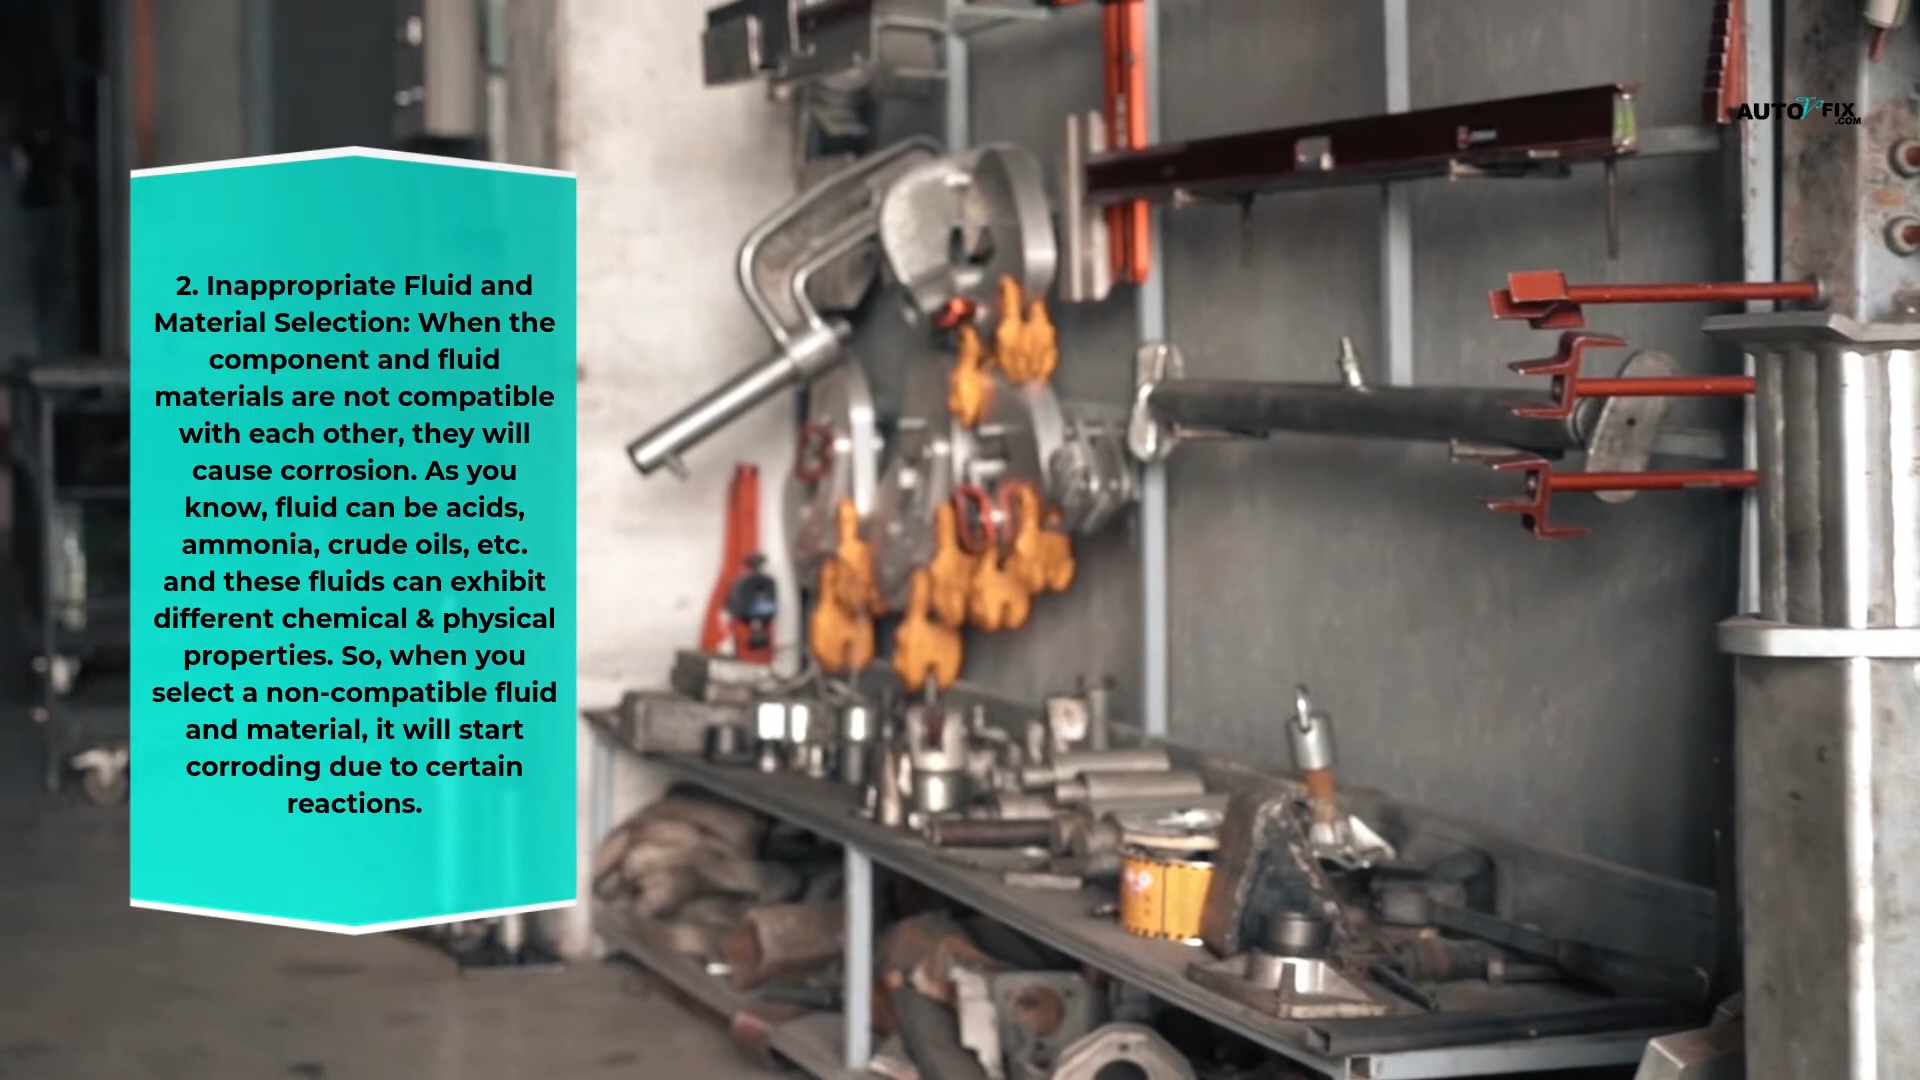 AUTOVFIX
.COM
2. Inappropriate Fluid and
Material Selection: When the
component and fluid
materials are not compatible
with each other, they will
cause corrosion. As you
know, fluid can be acids,
ammonia, crude oils, etc.
and these fluids can exhibit
different chemical & physical
properties. So, when you
select a non-compatible fluid
and material, it will start
corroding due to certain
reactions.